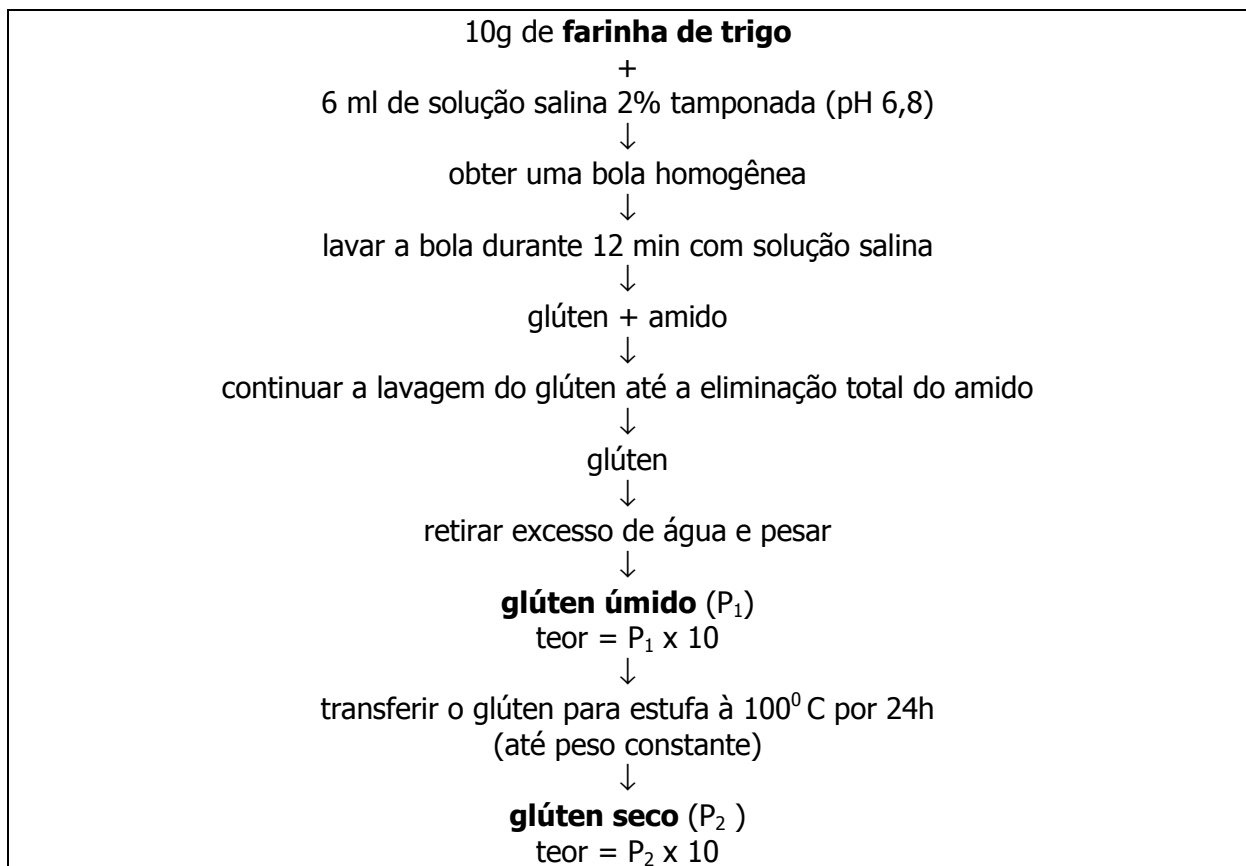 10g de farinha de trigo
+
6 ml de solução salina 2% tamponada (pH 6,8)
↓
obter uma bola homogênea
↓
lavar a bola durante 12 min com solução salina
↓
glúten + amido
↓
continuar a lavagem do glúten até a eliminação total do amido
↓
glúten
↓
retirar excesso de água e pesar
↓
glúten úmido (P₁)
teor = P₁ x 10
↓
transferir o glúten para estufa à 100⁰ C por 24h
(até peso constante)
↓
glúten seco (P₂ )
teor = P₂ x 10